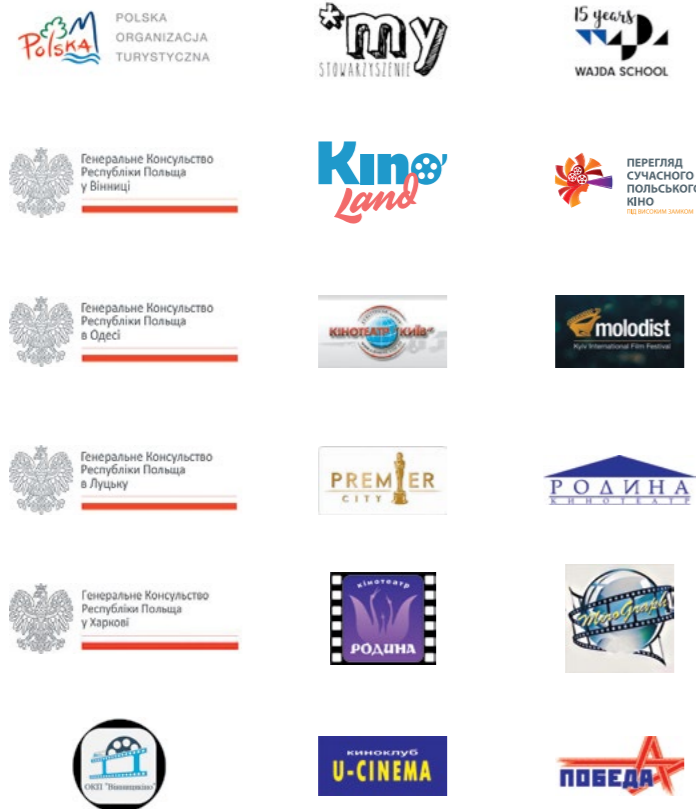 POLSKA
ORGANIZACJA
TURYSTYCZNA
Polska
*my
STOWARZYSZENIE
15 years
WAJDA SCHOOL
Генеральне Консульство
Республіки Польща
у Вінниці
Kino
Land
ПЕРЕГЛЯД
СУЧАСНОГО
ПОЛЬСЬКОГО
КІНО
ПІД ВИСОКИМ ЗАМКОМ
Генеральне Консульство
Республіки Польща
в Одесі
КІНОТЕАТР "КИЇВ"
molodist
Kyiv International Film Festival
Генеральне Консульство
Республіки Польща
в Луцьку
PREMIER
CITY
РОДИНА
КИНОТЕАТР
Генеральне Консульство
Республіки Польща
у Харкові
кінотеатр
РОДИНА
ОКП "Вінницякіно"
киноклуб
U-CINEMA
ПОБЕДА